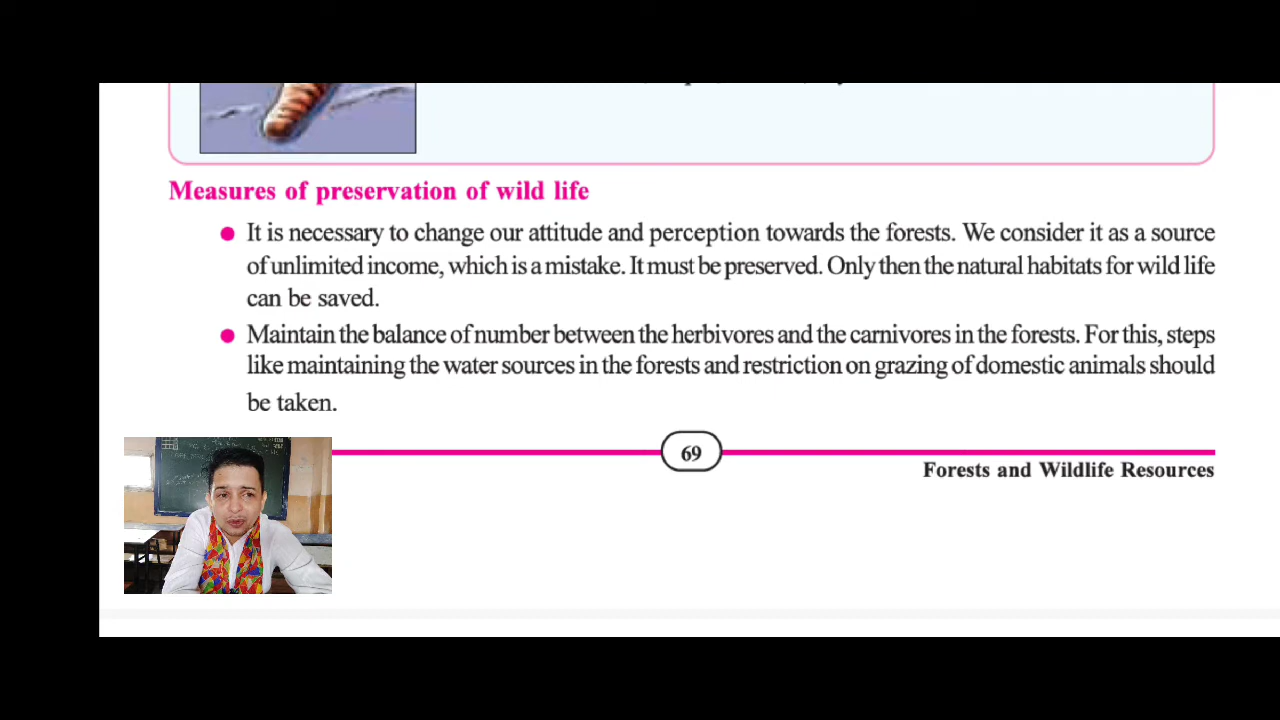 Measures of preservation of wild life
● It is necessary to change our attitude and perception towards the forests. We consider it as a source
of unlimited income, which is a mistake. It must be preserved. Only then the natural habitats for wild life
can be saved.
● Maintain the balance of number between the herbivores and the carnivores in the forests. For this, steps
like maintaining the water sources in the forests and restriction on grazing of domestic animals should
be taken.
69
Forests and Wildlife Resources